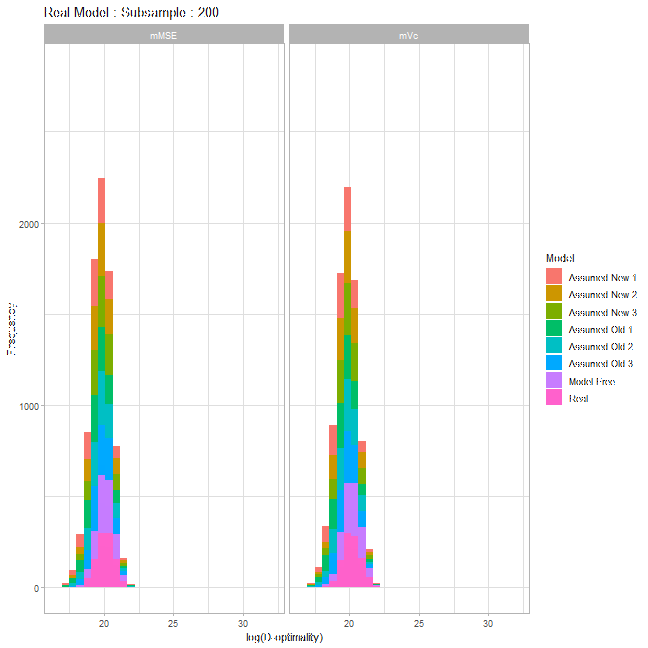 Real Model : Subsample : 200
mMSE
mVc
2000
1000
0
Frequency
20
25
30
20
25
30
log(D-optimality)
Model
Assumed New 1
Assumed New 2
Assumed New 3
Assumed Old 1
Assumed Old 2
Assumed Old 3
Model Free
Real